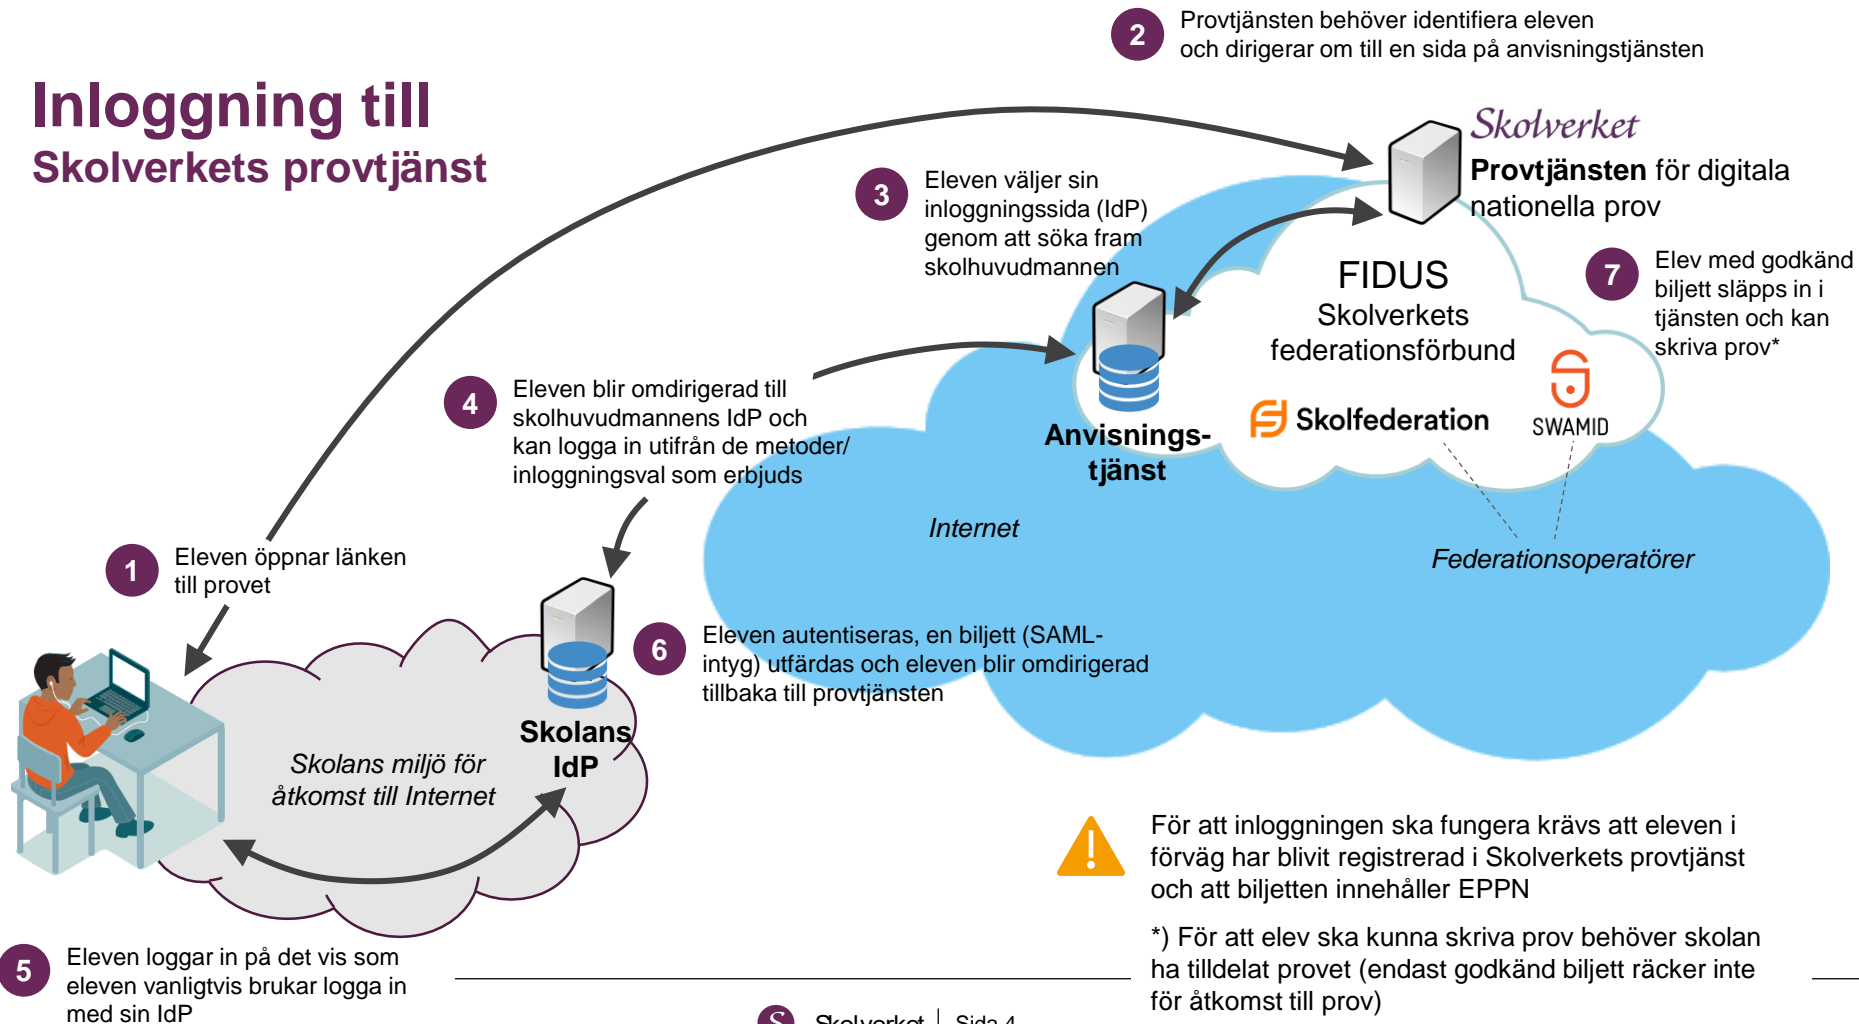 Inloggning till
Skolverkets provtjänst
2
Provtjänsten behöver identifiera eleven
och dirigerar om till en sida på anvisningstjänsten
Skolverket
Provtjänsten för digitala
nationella prov
3
Eleven väljer sin
inloggningssida (IdP)
genom att söka fram
skolhuvudmannen
FIDUS
Skolverkets
federationsförbund
7
Elev med godkänd
biljett släpps in i
tjänsten och kan
skriva prov*
Skolfederation
SWAMID
4
Eleven blir omdirigerad till
skolhuvudmannens IdP och
kan logga in utifrån de metoder/
inloggningsval som erbjuds
Anvisnings-
tjänst
Internet
Federationsoperatörer
1
Eleven öppnar länken
till provet
6
Eleven autentiseras, en biljett (SAML-
intyg) utfärdas och eleven blir omdirigerad
tillbaka till provtjänsten
Skolans
IdP
Skolans miljö för
åtkomst till Internet
För att inloggningen ska fungera krävs att eleven i
förväg har blivit registrerad i Skolverkets provtjänst
och att biljetten innehåller EPPN
*) För att elev ska kunna skriva prov behöver skolan
ha tilldelat provet (endast godkänd biljett räcker inte
för åtkomst till prov)
5
Eleven loggar in på det vis som
eleven vanligtvis brukar logga in
med sin IdP
S Skolverket | Sida 4